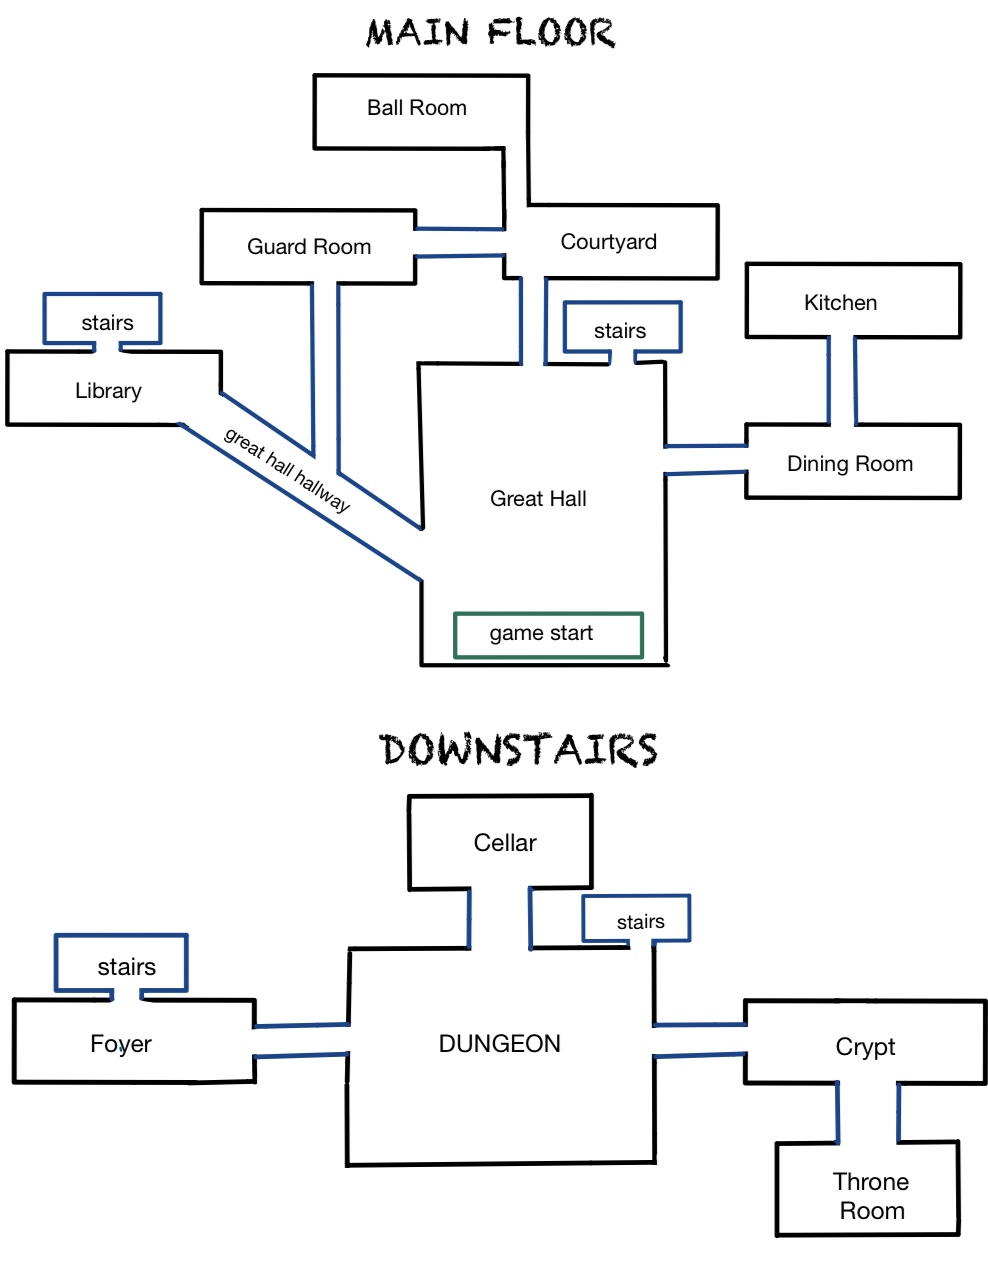 MAIN FLOOR
Ball Room
Guard Room
Courtyard
stairs
stairs
Kitchen
Library
great hall hallway
Great Hall
Dining Room
game start
DOWNSTAIRS
Cellar
stairs
stairs
Foyer
DUNGEON
Crypt
Throne
Room